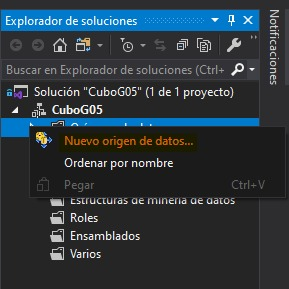 Explorador de soluciones
Buscar en Explorador de soluciones (Ctrl+
Solución "CuboG05" (1 de 1 proyecto)
CuboG05
Nuevo origen de datos...
Ordenar por nombre
Pegar Ctrl+V
Estructuras de minería de datos
Roles
Ensamblados
Varios
Notificaciones